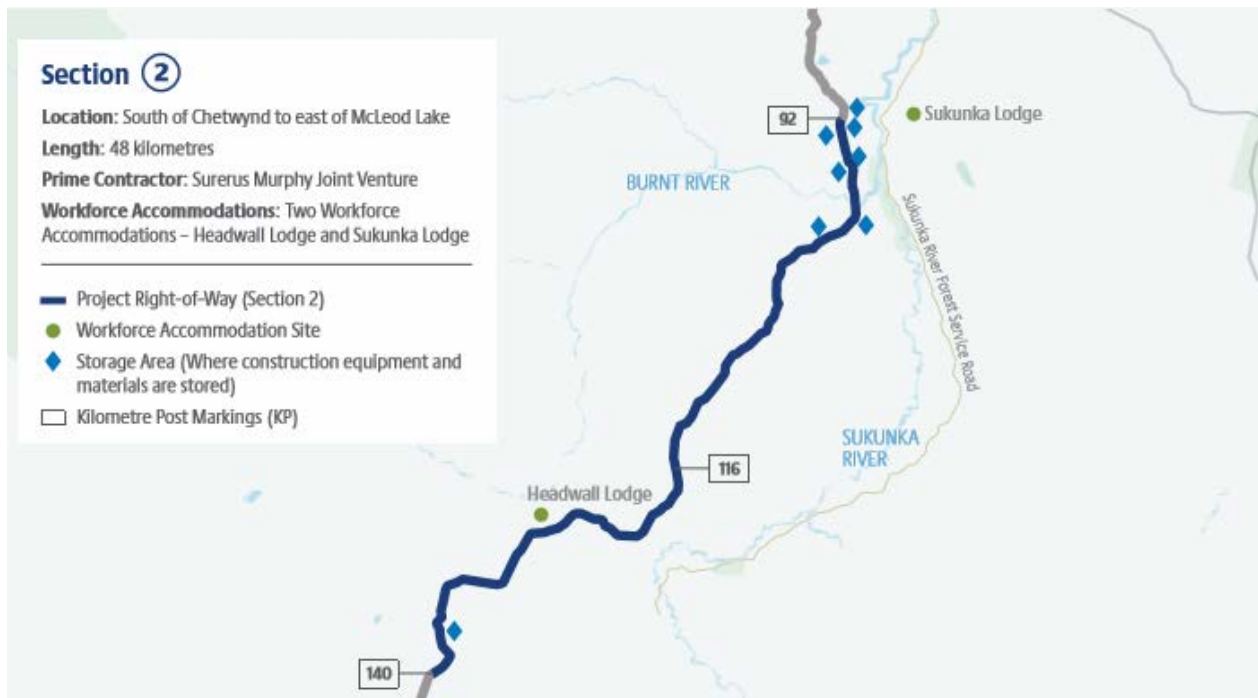 Section 2
Location: South of Chetwynd to east of McLeod Lake
Length: 48 kilometres
Prime Contractor: Surerus Murphy Joint Venture
Workforce Accommodations: Two Workforce
Accommodations – Headwall Lodge and Sukunka Lodge
Project Right-of-Way (Section 2)
Workforce Accommodation Site
Storage Area (Where construction equipment and
materials are stored)
Kilometre Post Markings (KP)
92
Sukunka Lodge
BURNT RIVER
Sukunka River Forest Service Road
SUKUNKA
RIVER
116
Headwall Lodge
140